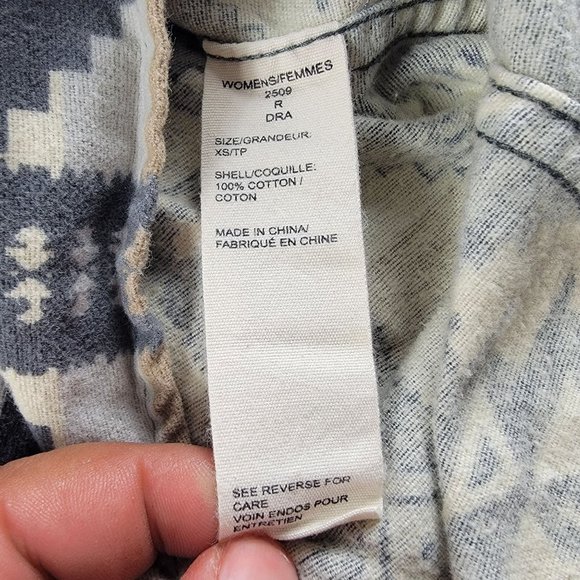 WOMENS/FEMMES
2509
R
DRA
SIZE/GRANDEUR:
XS/TP
SHELL/COQUILLE:
100% COTTON /
COTON
MADE IN CHINA/
FABRIQUÉ EN CHINE
SEE REVERSE FOR
CARE
VOIN ENDOS POUR
ENTRETIEN